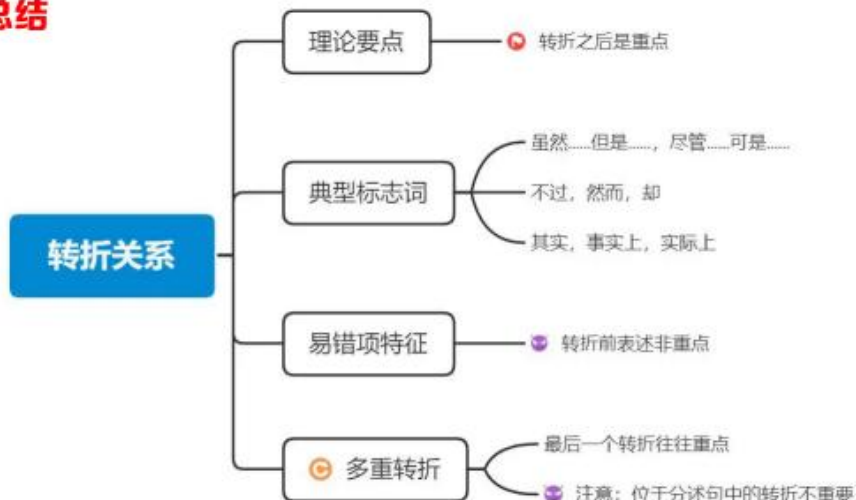 总结
理论要点
转折之后是重点
虽然……但是……，尽管……可是……
典型标志词
不过，然而，却
其实，事实上，实际上
转折关系
易错项特征
转折前表述非重点
多重转折
最后一个转折往往重点
注意：位于分述句中的转折不重要